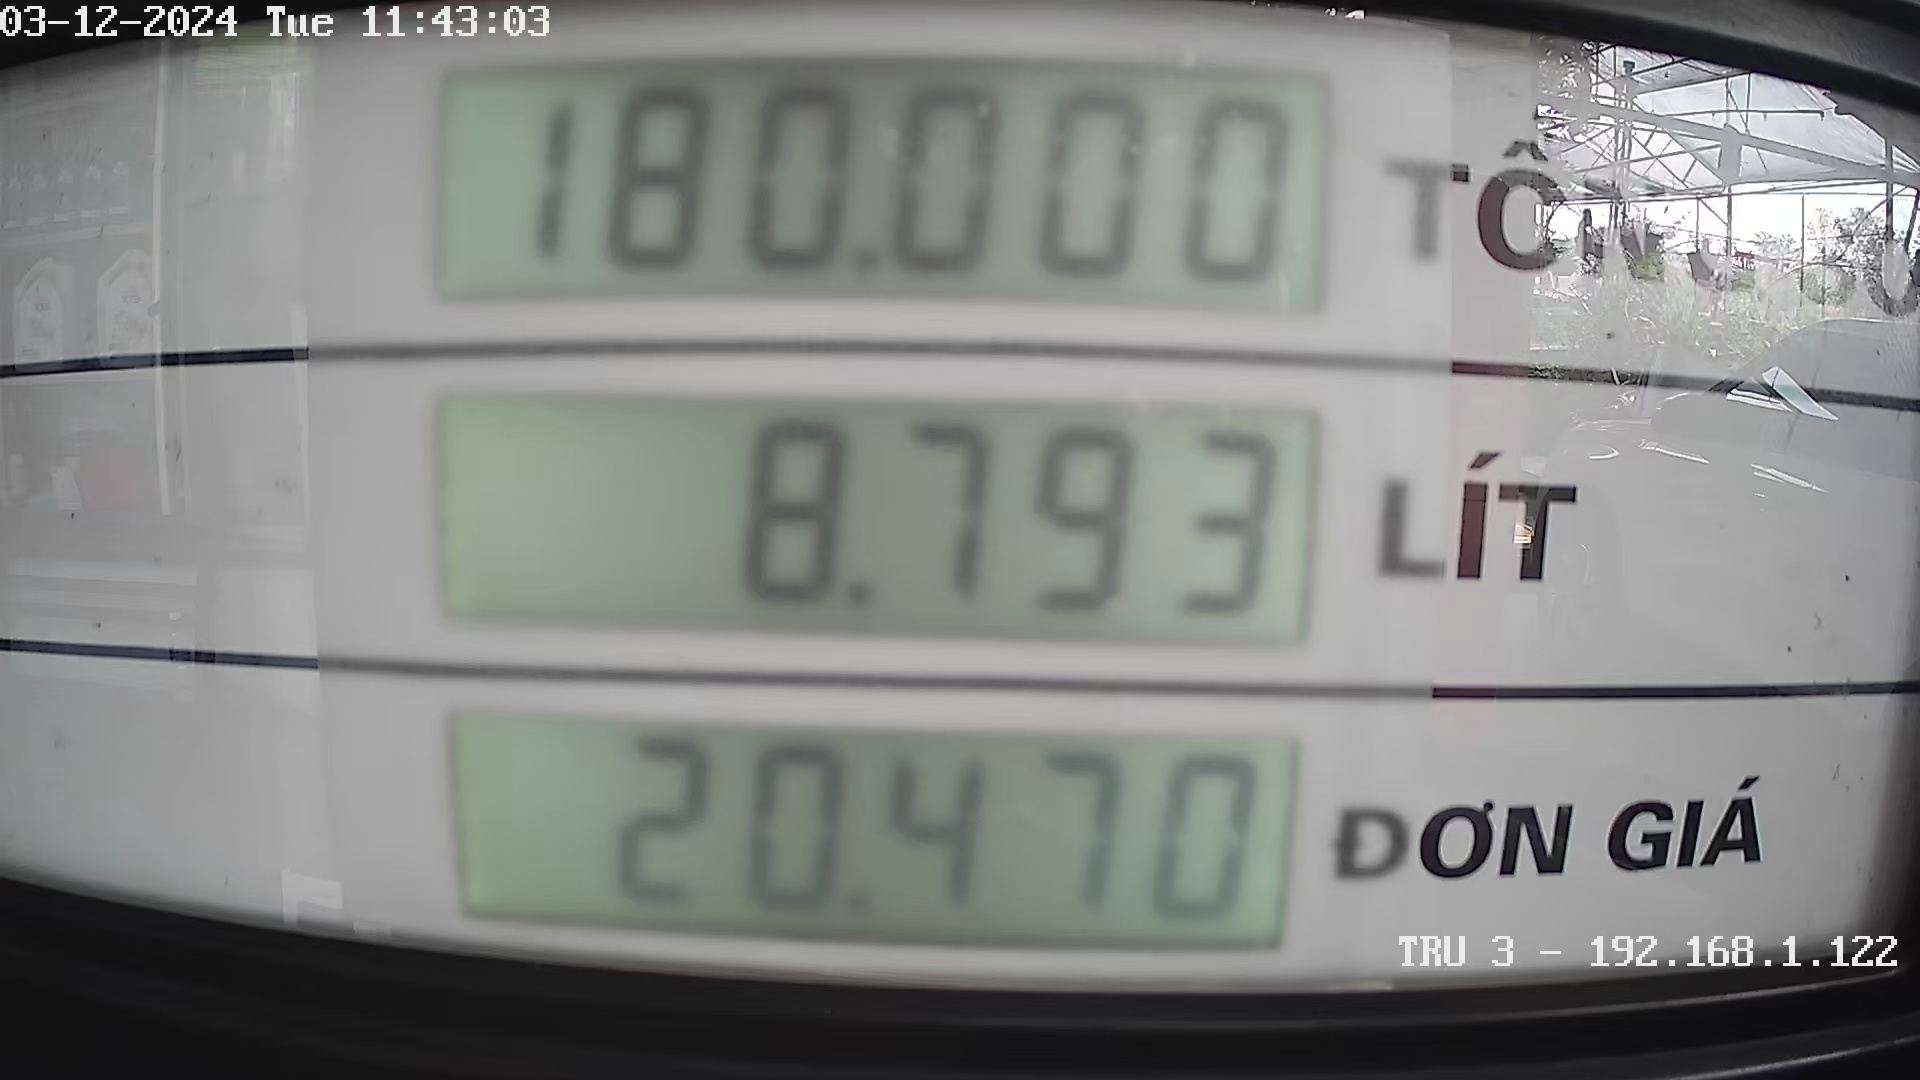 03-12-2024 Tue 11:43:03
180.000
8.793
LÍT
20.470
ĐƠN GIÁ
TRU 3 - 192.168.1.122